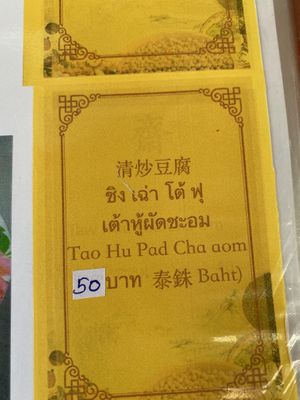 清炒豆腐
ชิง เฉ่า โต้ ฟุ
เต้าหู้ผัดชะอม
Tao Hu Pad Cha aom
50 บาท 泰銖 Baht)